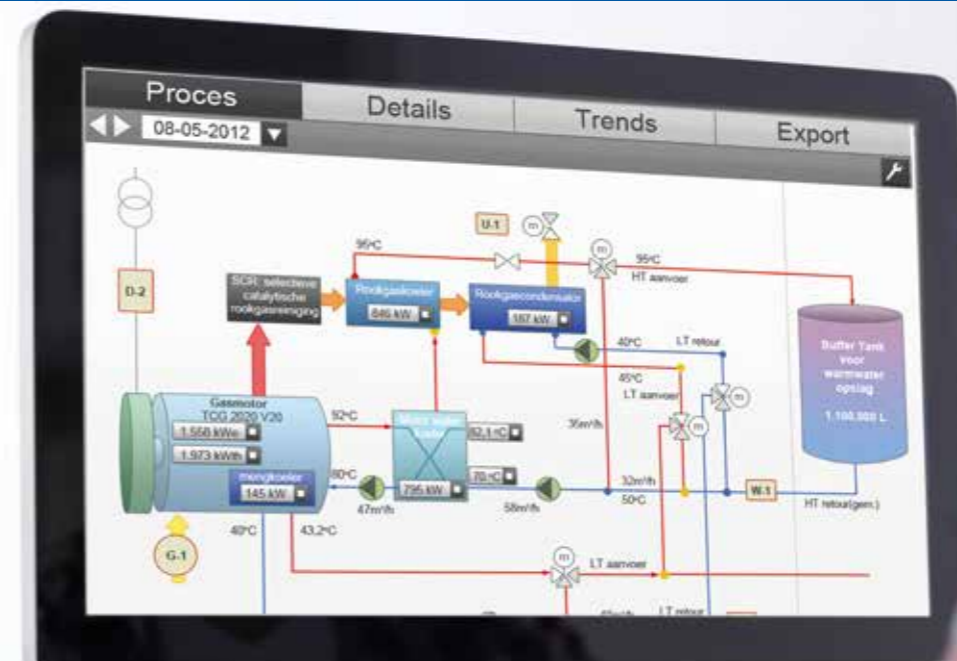 Proces
Details
Trends
Export
08-05-2012
U-1
m
m
95°C
95°C
HT aanvoer
D-2
SCR: selectieve
catalytische
rookgasreiniging
Rookgaskoeler
646 kW
Rookgascondensator
187 kW
40°C
LT retour
45°C
LT aanvoer
m
m
Buffer Tank
voor
warmwater
opslag
1.100.000 L
Gasmotor
TCG 2020 V20
1.558 kWe
1.973 kWth
mengkoeler
145 kW
92°C
80°C
47m³/h
795 kW
70 °C
58m³/h
35m³/h
32m³/h
50°C
W-1
HT retour(gem.)
G-1
40°C
43,2°C
m
LT aanvoer
LT retour